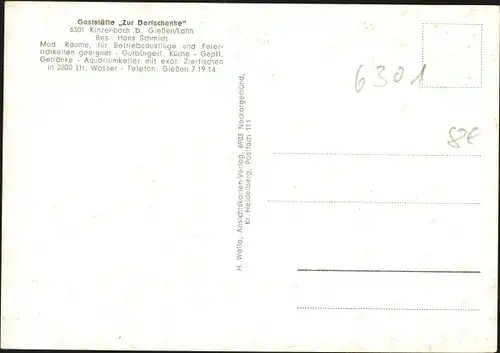 Gaststätte „Zur Dorfschenke"
6301 Kinzenbach b. Gießen/Lahn
Bes.: Hans Schmidt
Mod. Räume, für Betriebsausflüge und Feier-
lichkeiten geeignet - Gutbürgerl. Küche - Gepfl.
Getränke - Aquariumkeller mit exot. Zierfischen
in 2800 Ltr. Wasser - Telefon: Gießen 7 19 14
6301
8€
H. Walla, Ansichtskarten-Verlag, 6903 Neckargemünd,
Kr. Heidelberg, Postfach 113